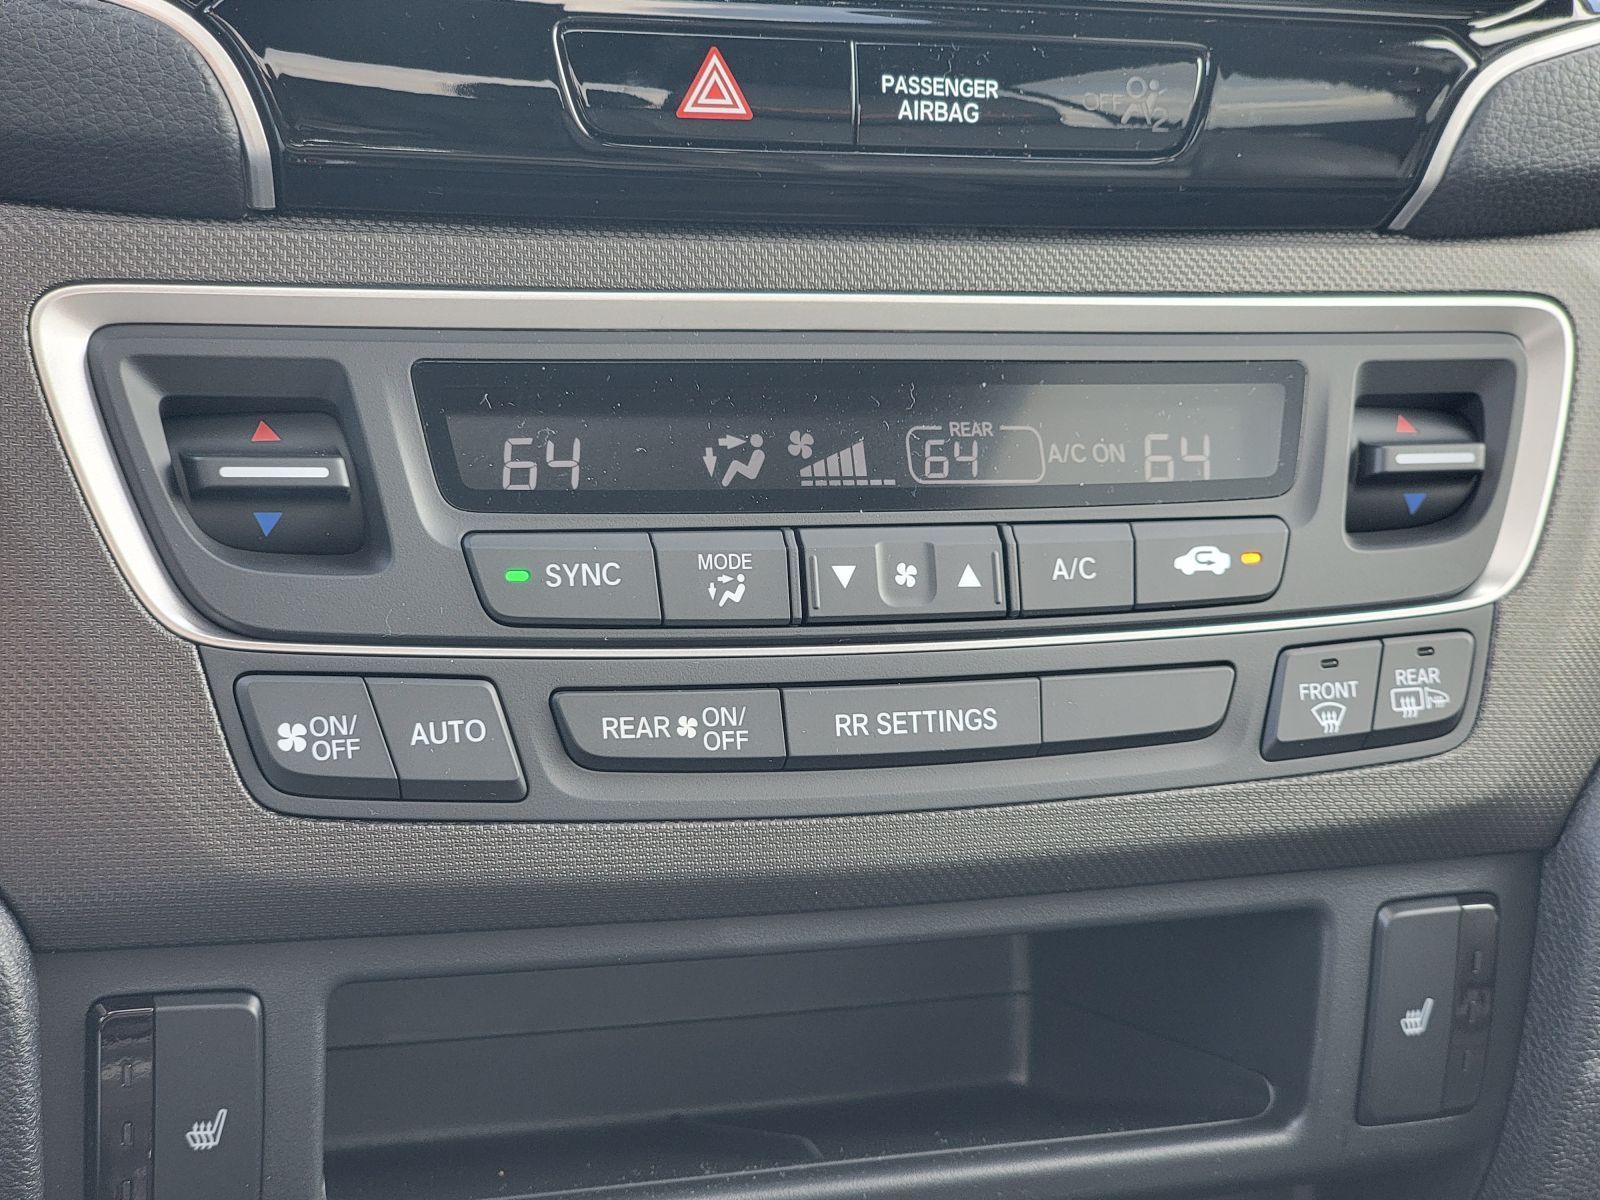 PASSENGER
AIRBAG
OFF
2
64
REAR
64
A/C ON
64
SYNC
MODE
A/C
ON/
OFF
AUTO
REAR
ON/
OFF
RR SETTINGS
FRONT
REAR